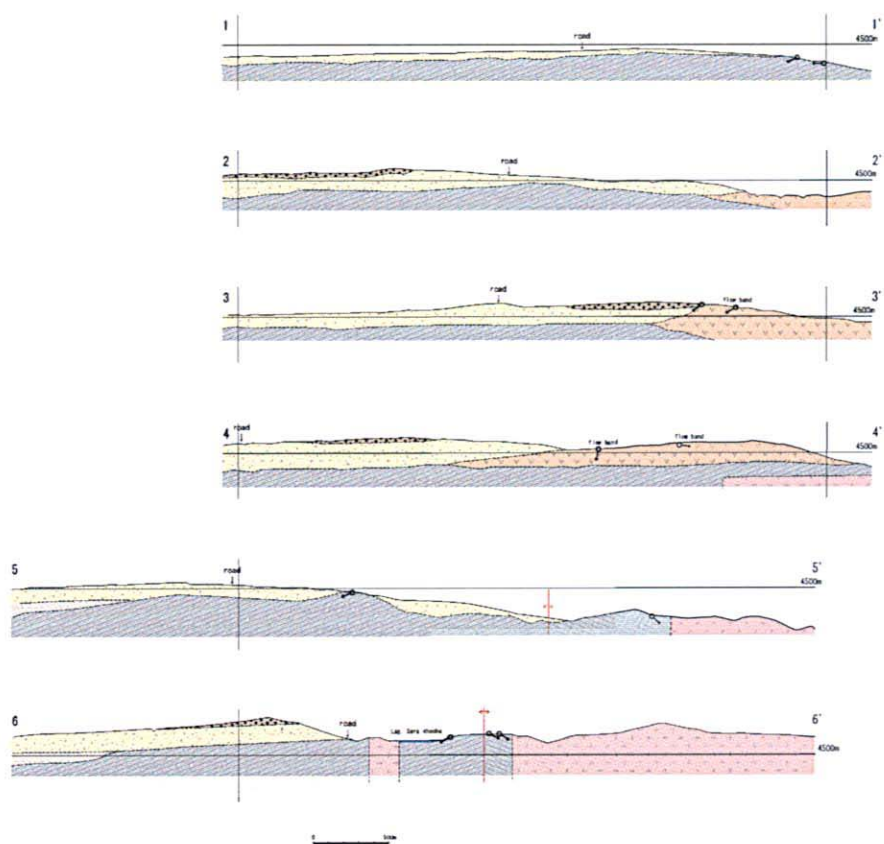 1 1'
road 4500m
2 2'
road 4500m
road
3 Flow band 3'
4500m
road
4 Flow band Flow band 4'
4500m
5 road 5'
4500m
6 road 6'
4500m
0